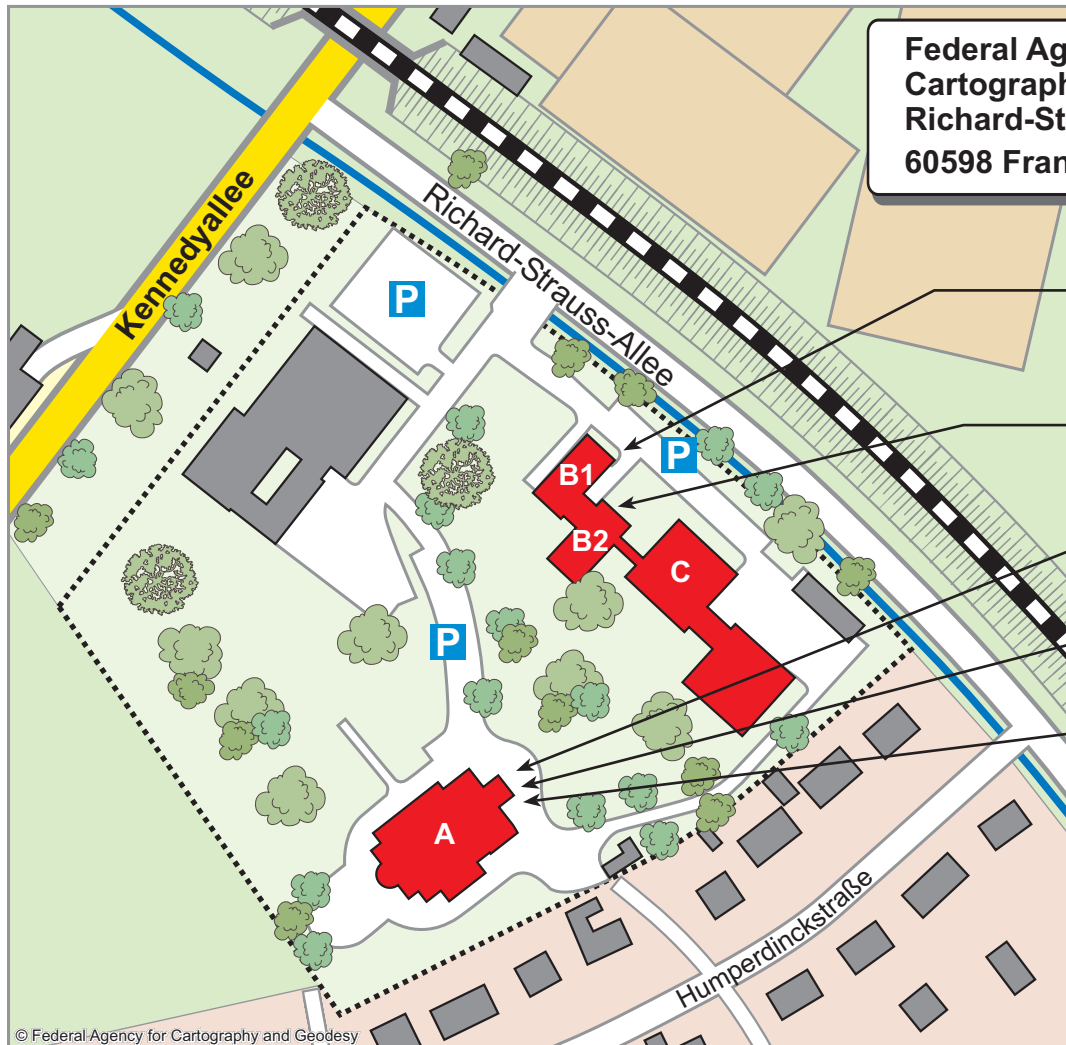 Federal Ag
Cartograph
Richard-St
60598 Fran
Kennedyallee
Richard-Strauss-Allee
P
P
B1
B2
C
P
A
Humperdinckstraße
© Federal Agency for Cartography and Geodesy